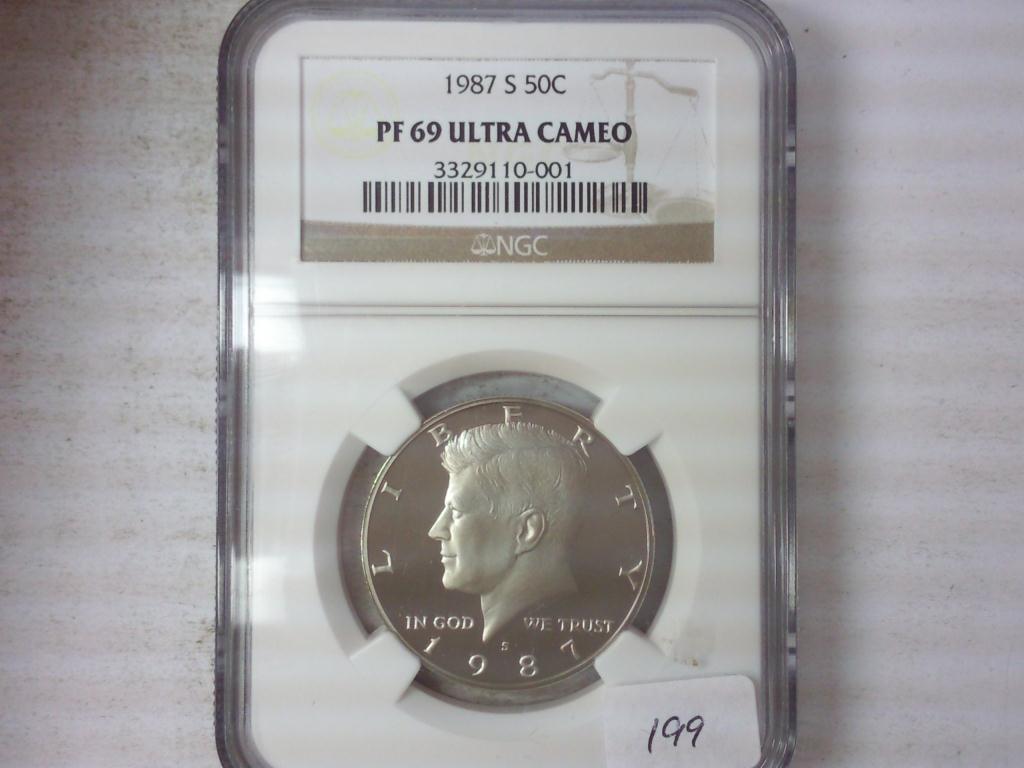 1987 S 50C
PF 69 ULTRA CAMEO
3329110-001
NGC
LIBERTY
IN GOD WE TRUST
S
1987
199